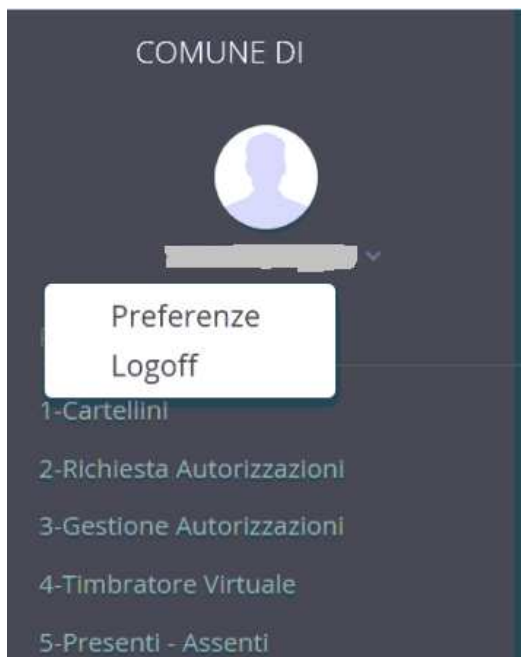 COMUNE DI
Preferenze
Logoff
1-Cartellini
2-Richiesta Autorizzazioni
3-Gestione Autorizzazioni
4-Timbratore Virtuale
5-Presenti - Assenti